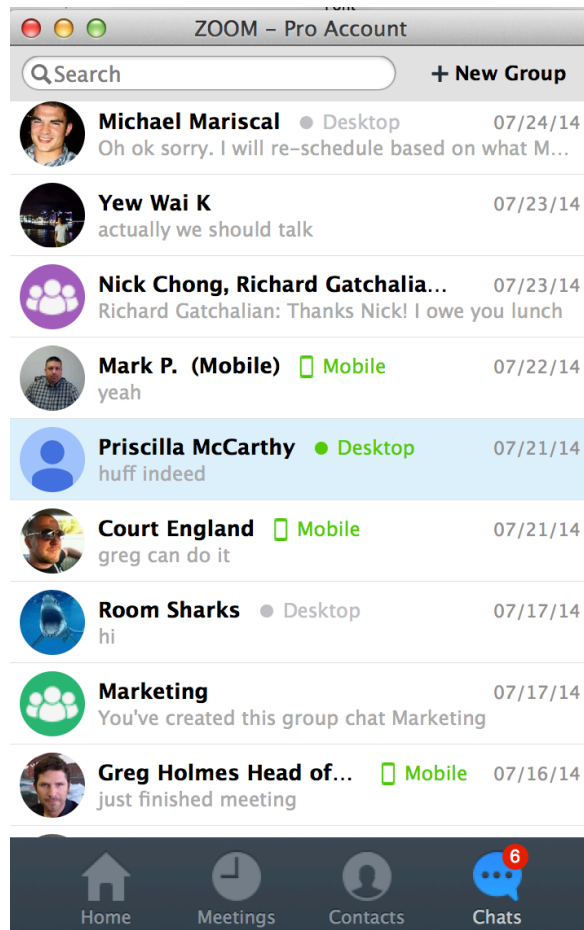 ZOOM – Pro Account
Search
+ New Group
Michael Mariscal Desktop 07/24/14
Oh ok sorry. I will re-schedule based on what M...
Yew Wai K 07/23/14
actually we should talk
Nick Chong, Richard Gatchalia... 07/23/14
Richard Gatchalian: Thanks Nick! I owe you lunch
Mark P. (Mobile) Mobile 07/22/14
yeah
Priscilla McCarthy Desktop 07/21/14
huff indeed
Court England Mobile 07/21/14
greg can do it
Room Sharks Desktop 07/17/14
hi
Marketing 07/17/14
You've created this group chat Marketing
Greg Holmes Head of... Mobile 07/16/14
just finished meeting
6
Home Meetings Contacts Chats